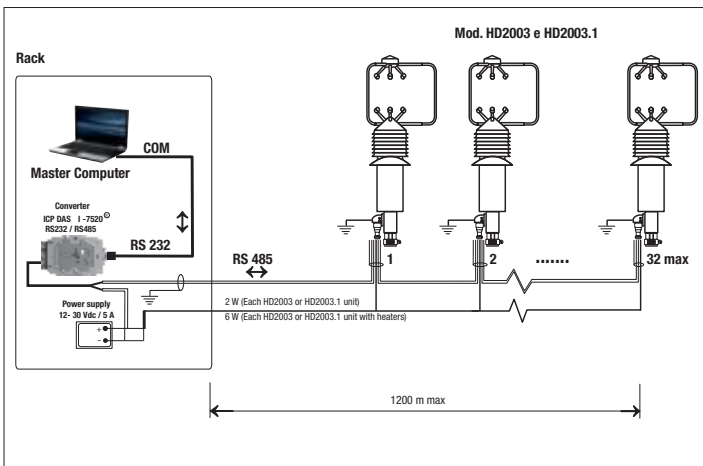 Mod. HD2003 e HD2003.1
Rack
COM
Master Computer
Converter
ICP DAS I -7520®
RS232 / RS485
RS 232
RS 485
1
2
.......
32 max
Power supply
12- 30 Vdc / 5 A
+
-
2 W (Each HD2003 or HD2003.1 unit)
6 W (Each HD2003 or HD2003.1 unit with heaters)
1200 m max